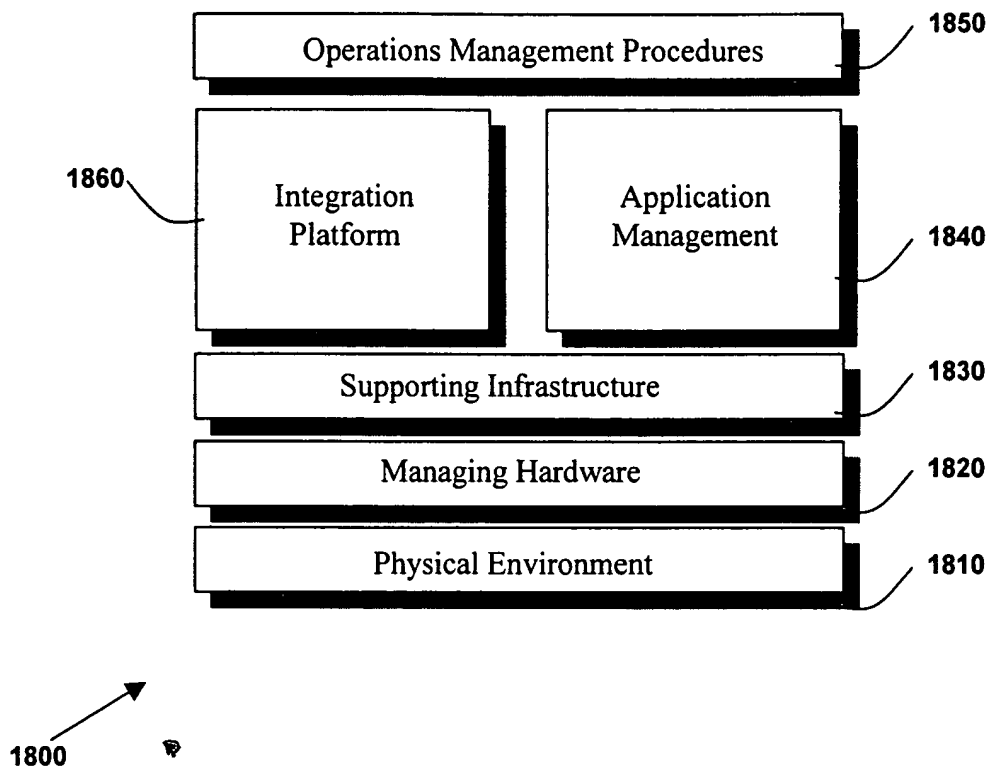 Operations Management Procedures
1850
1860
Integration
Platform
Application
Management
1840
Supporting Infrastructure
1830
Managing Hardware
1820
Physical Environment
1810
1800